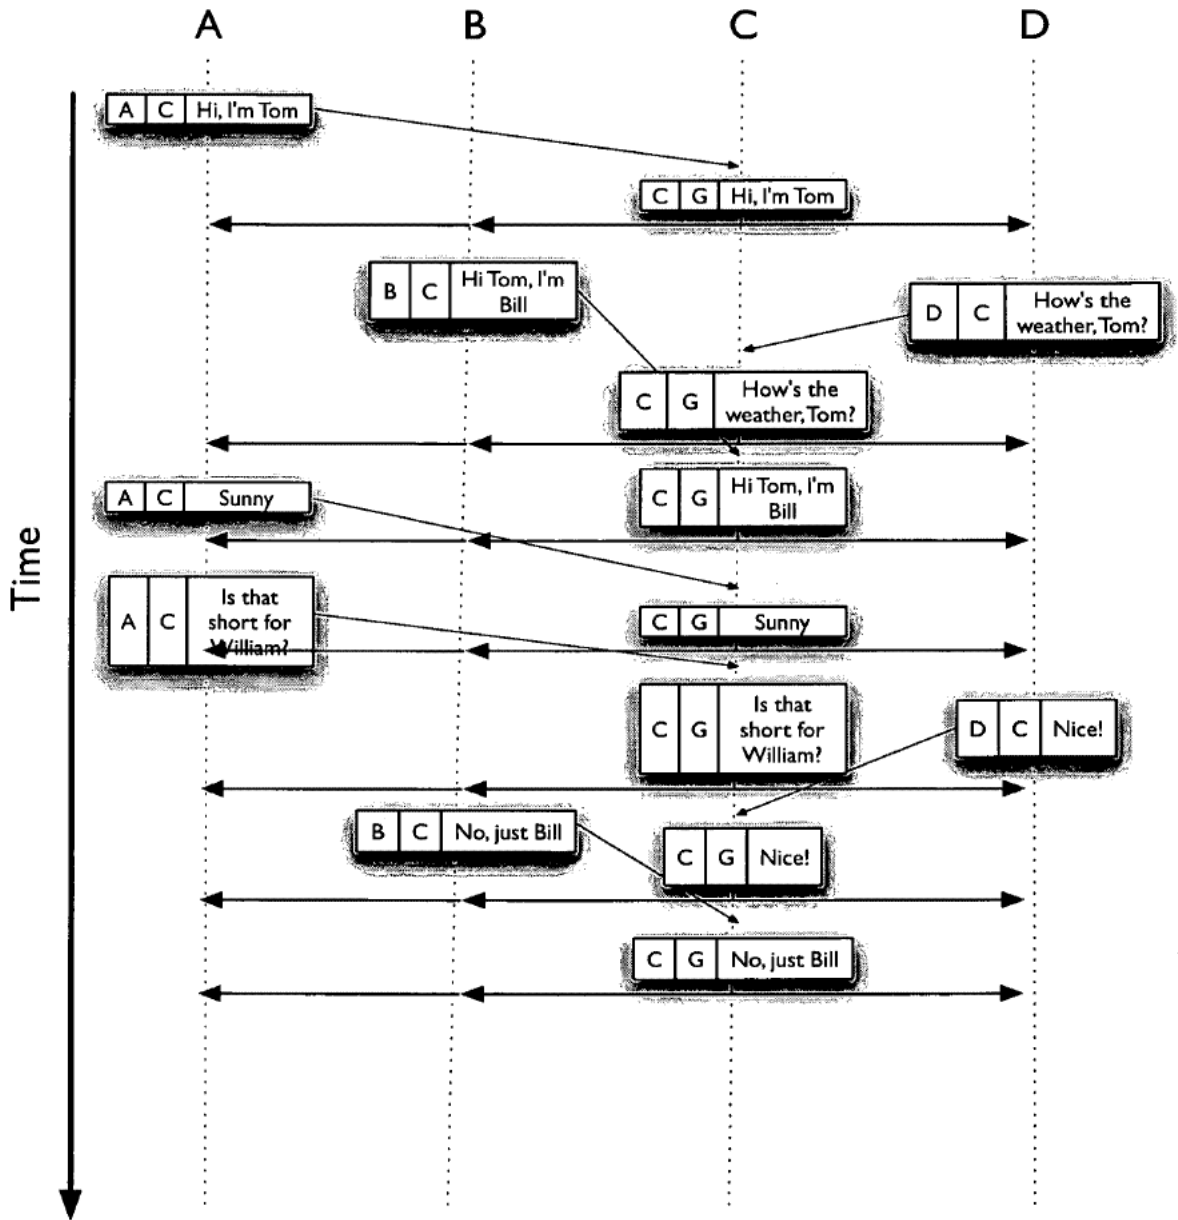 A B C D
Time
A C Hi, I'm Tom
C G Hi, I'm Tom
B C Hi Tom, I'm
Bill
D C How's the
weather, Tom?
C G How's the
weather, Tom?
A C Sunny
C G Hi Tom, I'm
Bill
A C Is that
short for
William?
C G Sunny
C G Is that
short for
William?
D C Nice!
B C No, just Bill
C G Nice!
C G No, just Bill